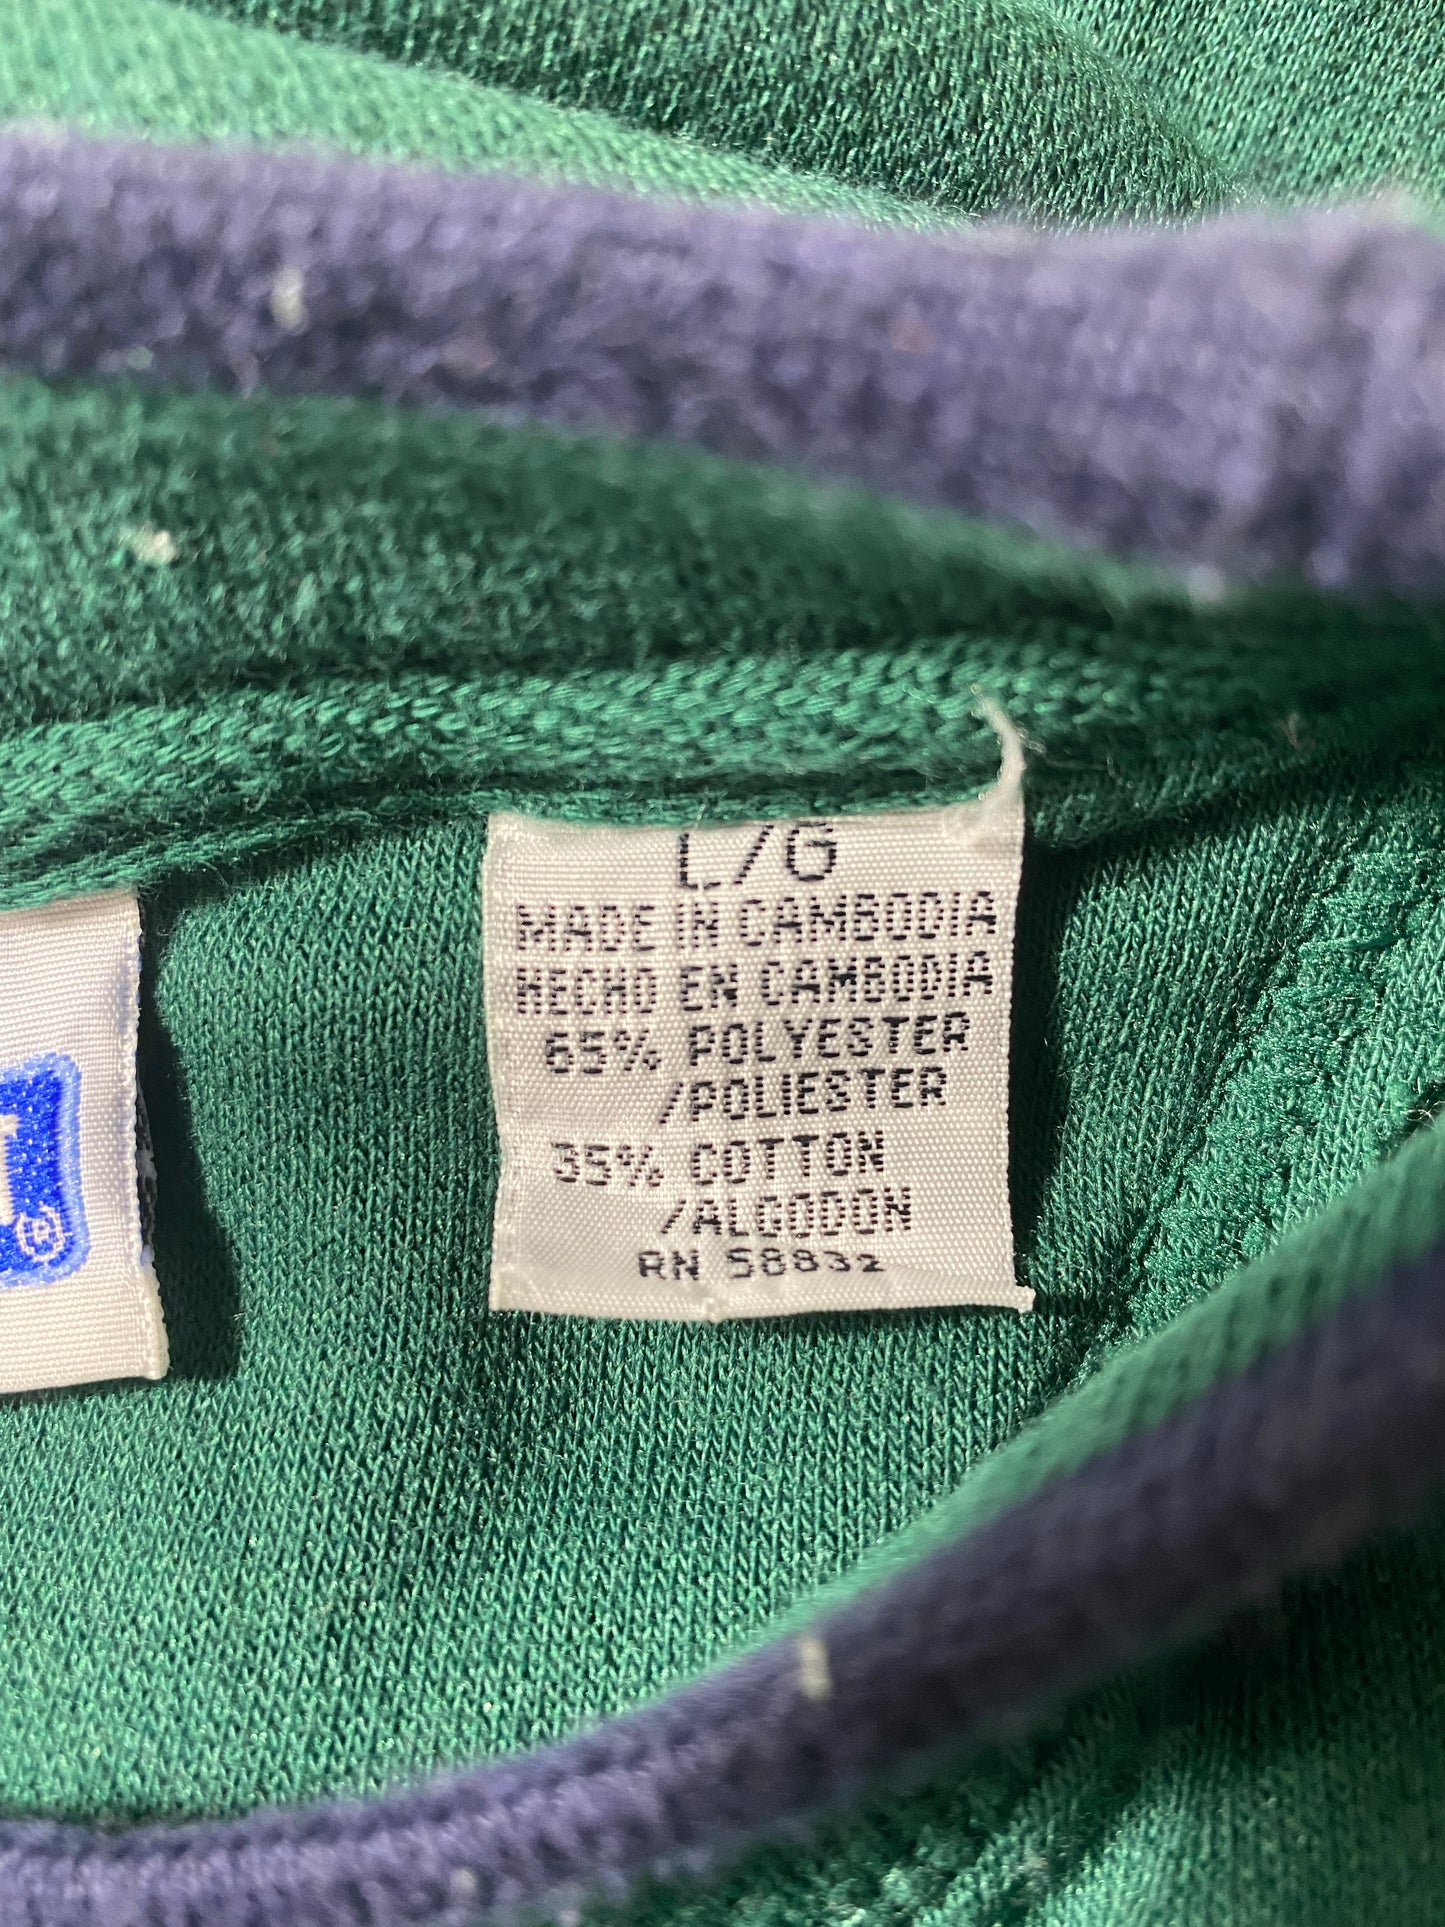 L/G
MADE IN CAMBODIA
HECHO EN CAMBODIA
65% POLYESTER
/POLIESTER
35% COTTON
/ALGODON
RN 58832
®